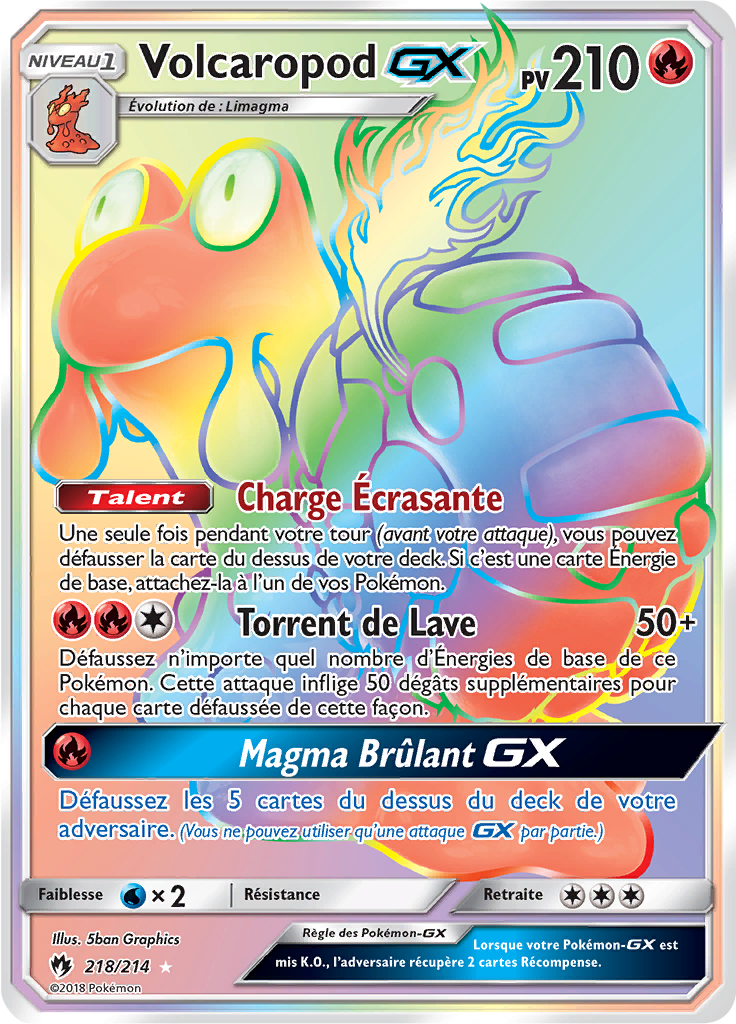 NIVEAU 1
Volcaropod GX
PV 210
Évolution de : Limagma
Talent Charge Écrasante
Une seule fois pendant votre tour (avant votre attaque), vous pouvez
défausser la carte du dessus de votre deck. Si c'est une carte Énergie
de base, attachez-la à l'un de vos Pokémon.
Torrent de Lave 50+
Défaussez n'importe quel nombre d'Énergies de base de ce
Pokémon. Cette attaque inflige 50 dégâts supplémentaires pour
chaque carte défaussée de cette façon.
Magma Brûlant GX
Défaussez les 5 cartes du dessus du deck de votre
adversaire. (Vous ne pouvez utiliser qu'une attaque GX par partie.)
Faiblesse × 2 Résistance Retraite
Illus. 5ban Graphics
218/214
©2018 Pokémon
Règle des Pokémon-GX
Lorsque votre Pokémon-GX est
mis K.O., l'adversaire récupère 2 cartes Récompense.